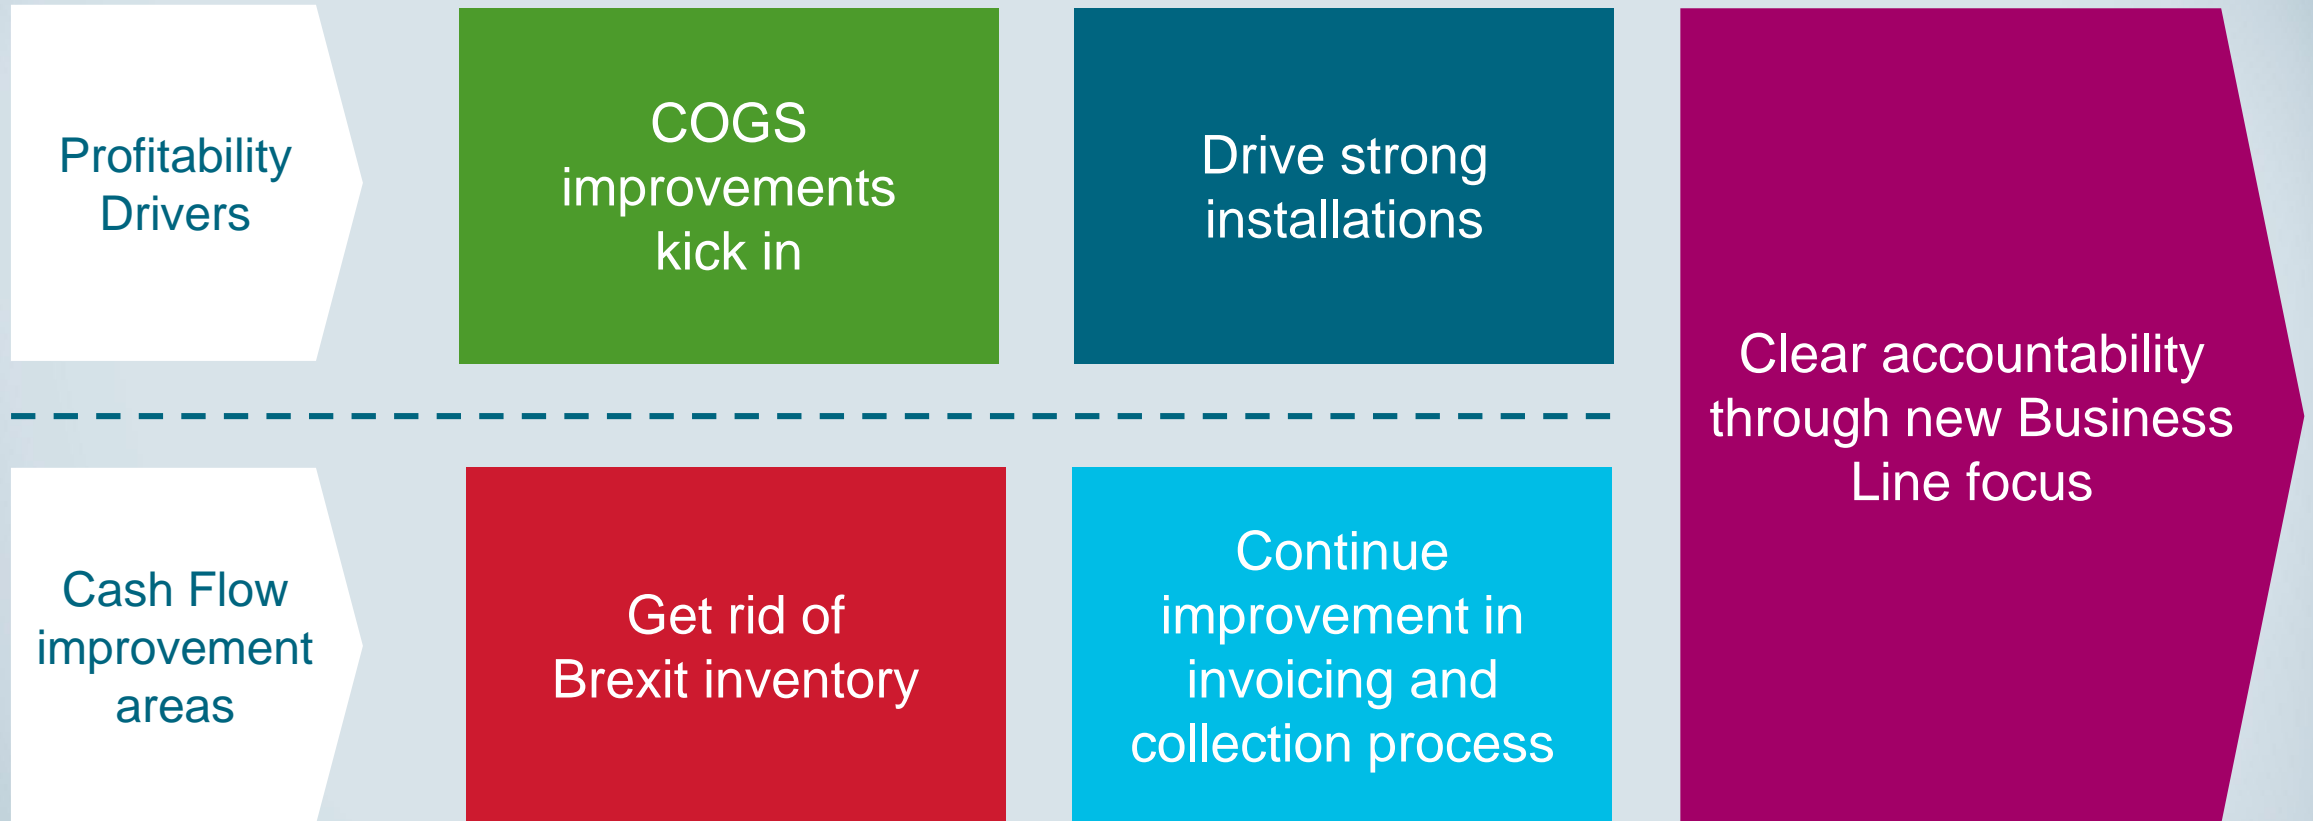 Profitability
Drivers
COGS
improvements
kick in
Drive strong
installations
Clear accountability
through new Business
Line focus
Cash Flow
improvement
areas
Get rid of
Brexit inventory
Continue
improvement in
invoicing and
collection process